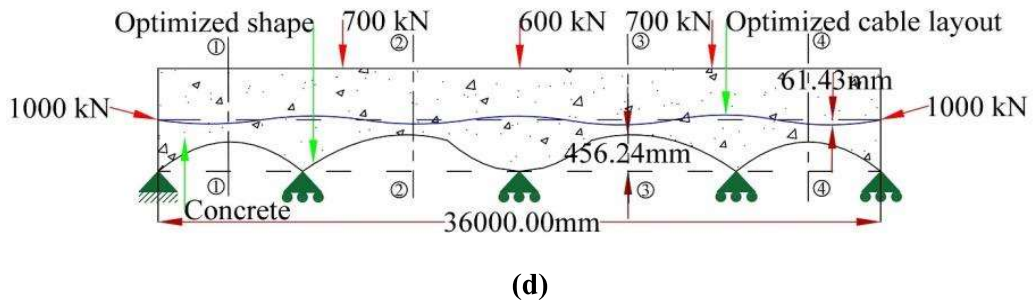 Optimized shape 700 kN 600 kN 700 kN Optimized cable layout
① ② ③ ④
61.43mm
1000 kN 1000 kN
456.24mm
① ② ③ ④
Concrete
36000.00mm
(d)